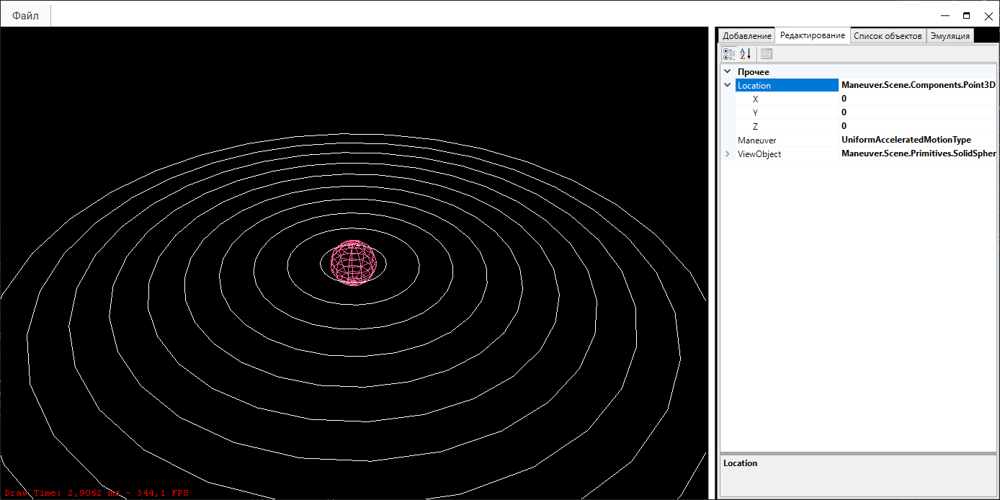 Файл
Добавление Редактирование Список объектов Эмуляция
Прочее
Location Maneuver.Scene.Components.Point3D
X 0
Y 0
Z 0
Maneuver UniformAcceleratedMotionType
ViewObject Maneuver.Scene.Primitives.SolidSpher
Location
Draw Time: 2,9062 ms ~ 344,1 FPS